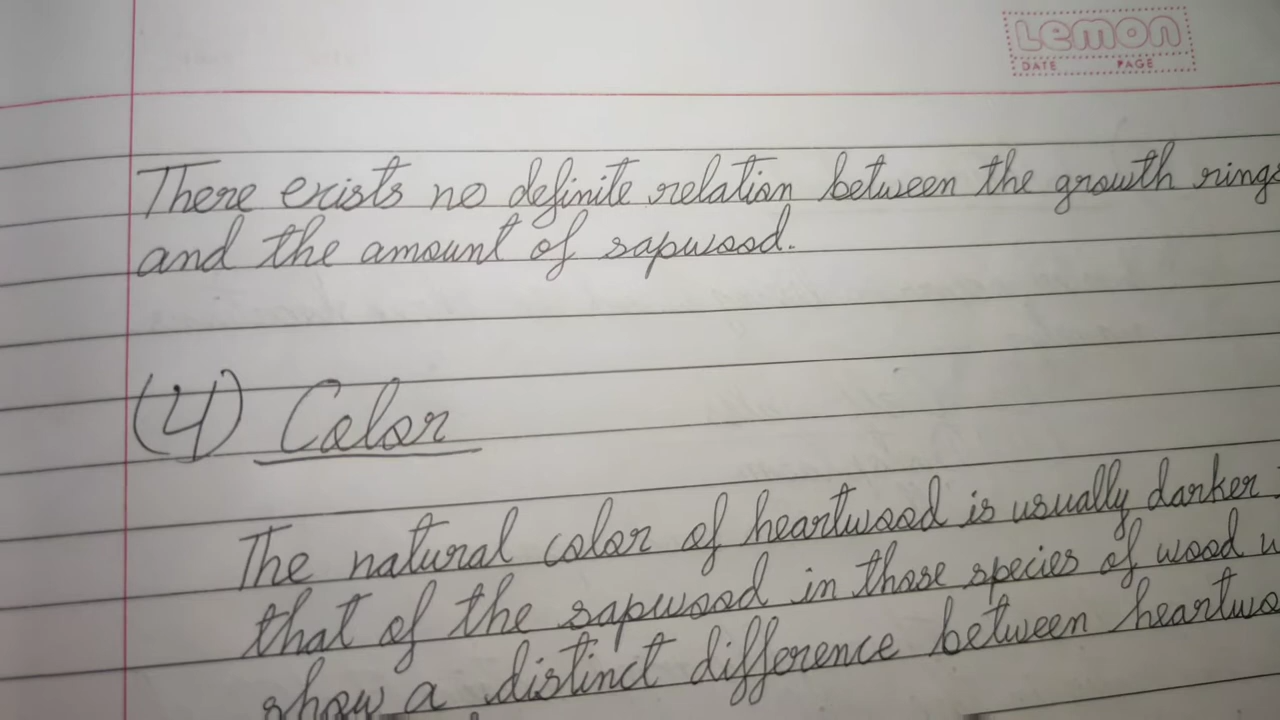 Lemon
DATE PAGE
There exists no definite relation between the growth rings
and the amount of sapwood.
(4) Color
The natural color of heartwood is usually darker
that of the sapwood in those species of wood
show a distinct difference between